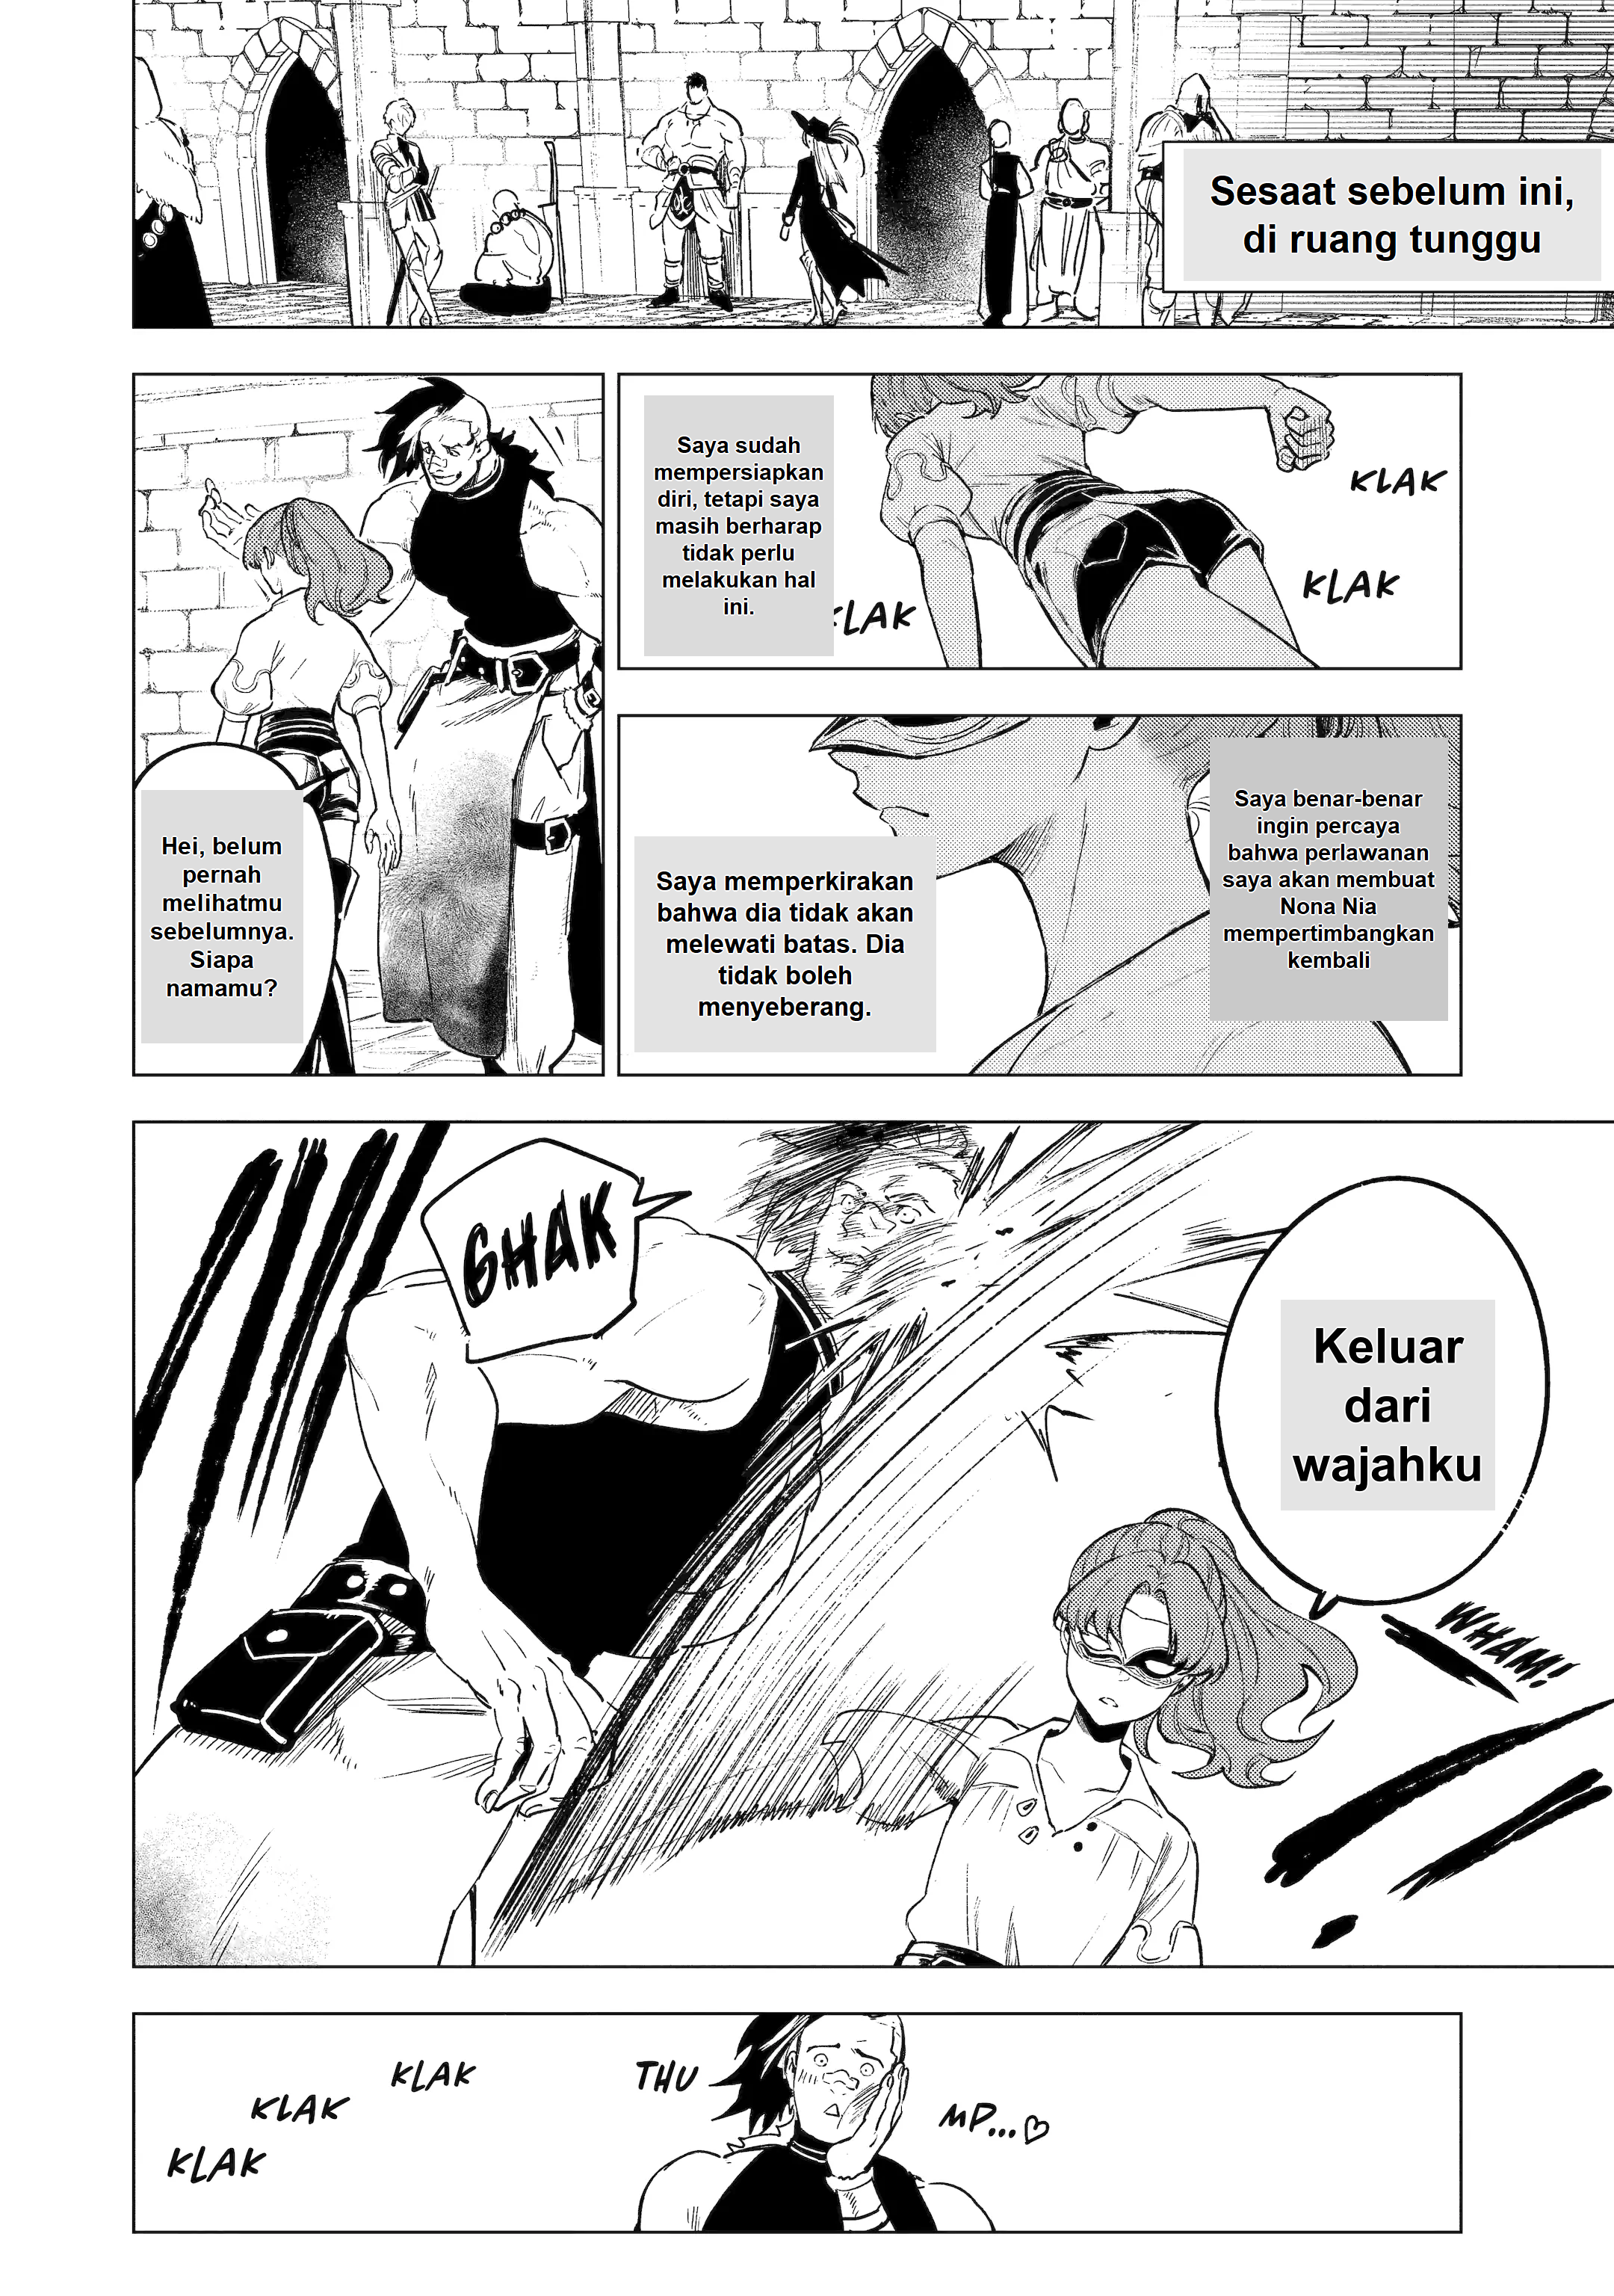 Sesaat sebelum ini,
di ruang tunggu
Saya sudah
mempersiapkan
diri, tetapi saya
masih berharap
tidak perlu
melakukan hal
ini.
KLAK
KLAK
KLAK
Saya benar-benar
ingin percaya
bahwa perlawanan
saya akan membuat
Nona Nia
mempertimbangkan
kembali
Saya memperkirakan
bahwa dia tidak akan
melewati batas. Dia
tidak boleh
menyeberang.
Hei, belum
pernah
melihatmu
sebelumnya.
Siapa
namamu?
GHAK
Keluar
dari
wajahku
WHAM!
THU
MP...♡
KLAK
KLAK
KLAK